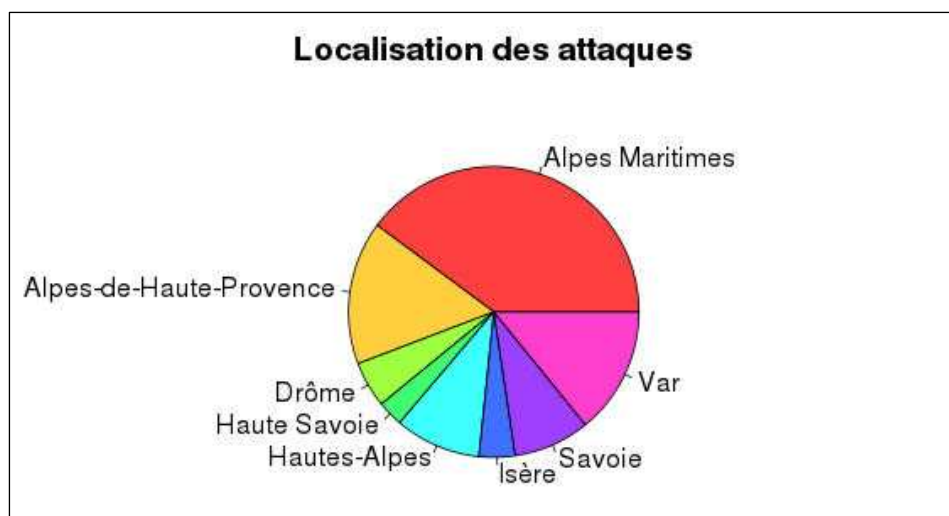 Localisation des attaques
Alpes Maritimes
Alpes-de-Haute-Provence
Drôme
Haute Savoie
Hautes-Alpes
Isère
Savoie
Var